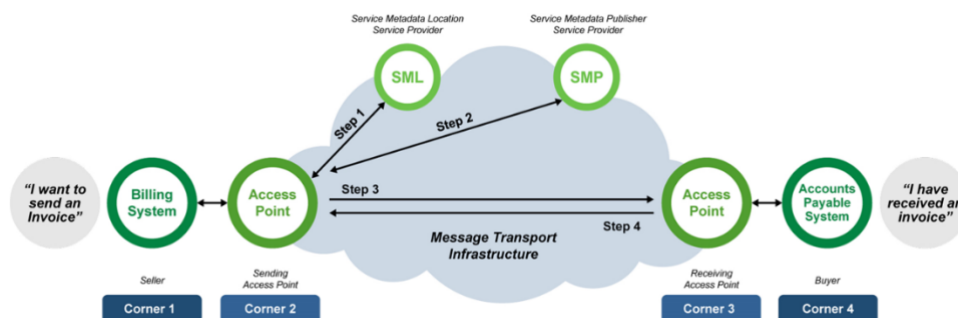 Service Metadata Location
Service Provider
Service Metadata Publisher
Service Provider
SML
SMP
Step 1
Step 2
"I want to
send an
Invoice"
Billing
System
Access
Point
Step 3
Step 4
Message Transport
Infrastructure
Access
Point
Accounts
Payable
System
"I have
received an
invoice"
Seller
Sending
Access Point
Receiving
Access Point
Buyer
Corner 1
Corner 2
Corner 3
Corner 4